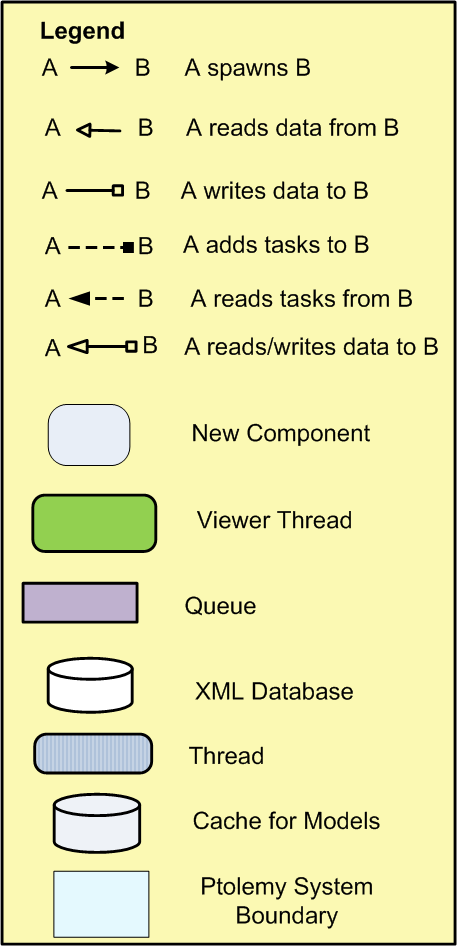 Legend
A B A spawns B
A B A reads data from B
A B A writes data to B
A B A adds tasks to B
A B A reads tasks from B
A B A reads/writes data to B
New Component
Viewer Thread
Queue
XML Database
Thread
Cache for Models
Ptolemy System
Boundary